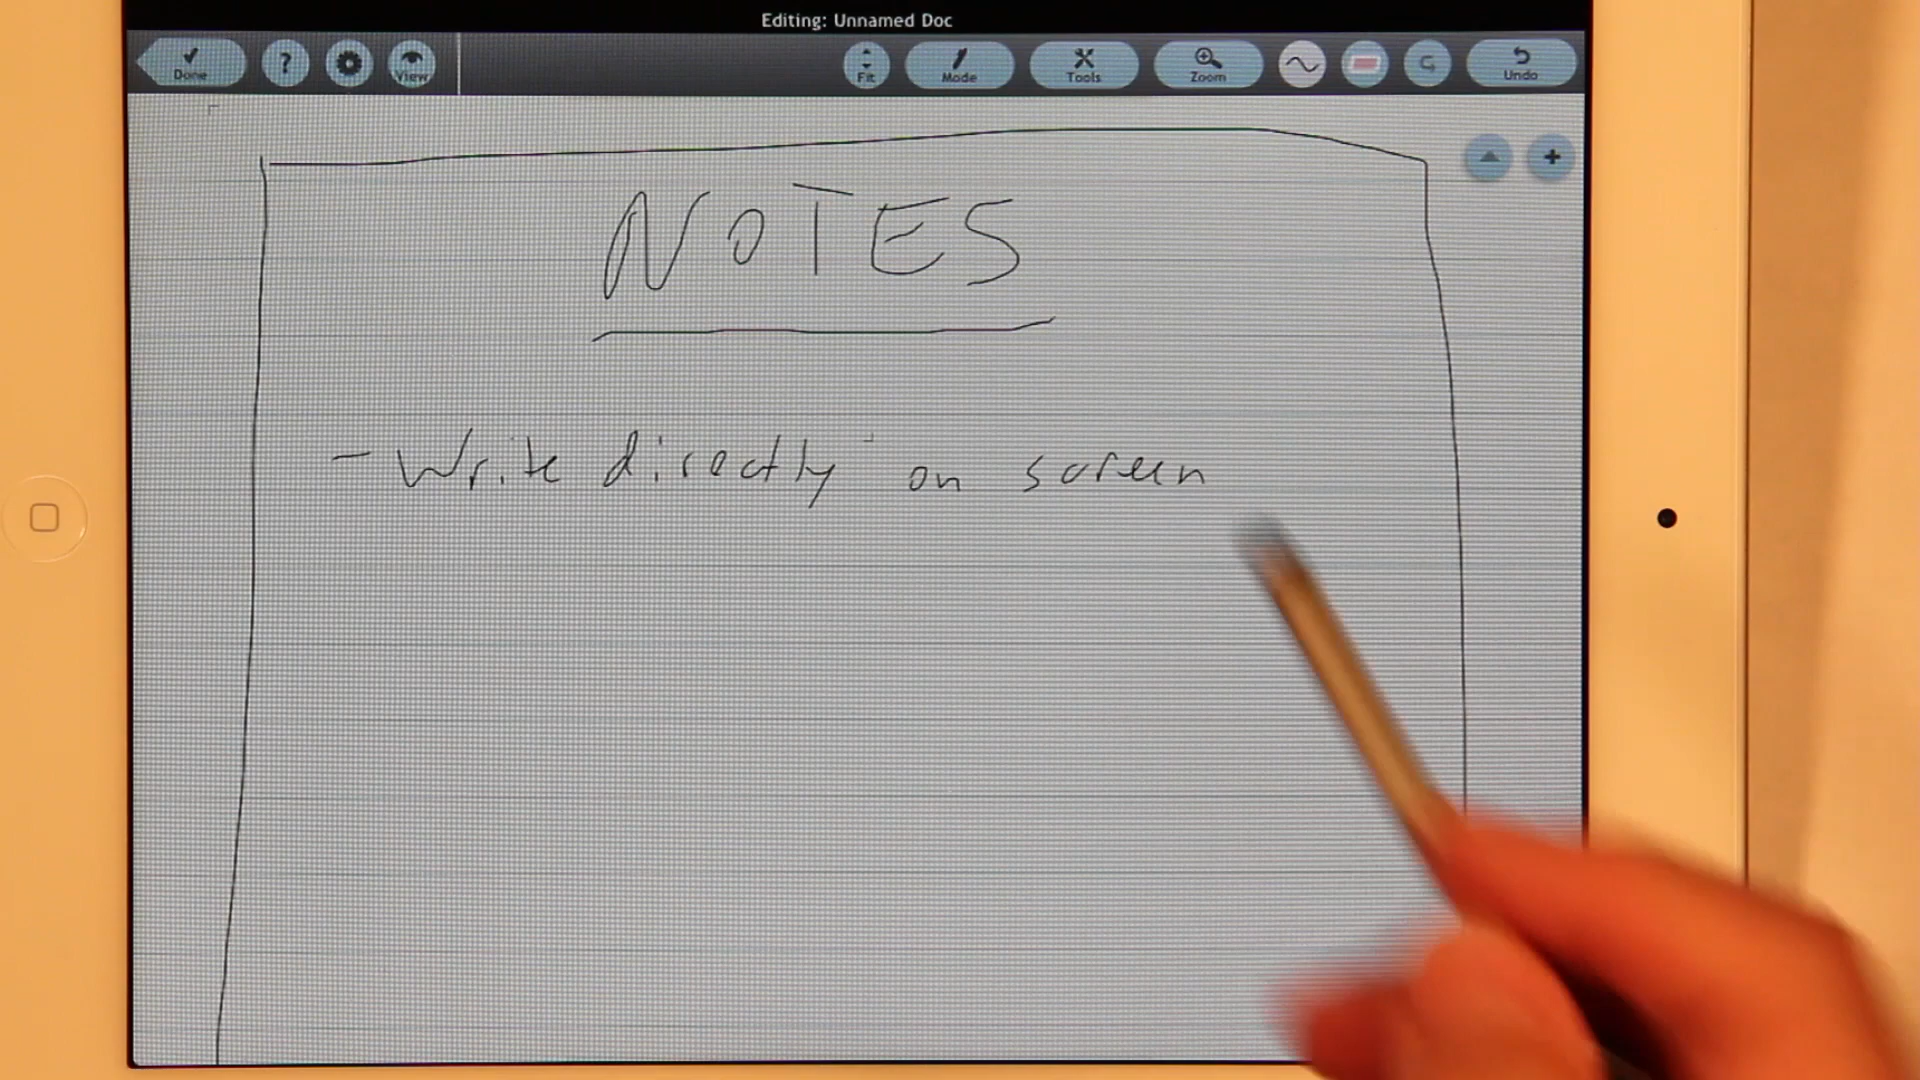 Editing: Unnamed Doc
Done ? View Fit Mode Tools Zoom Undo
NOTES
- Write directly on screen